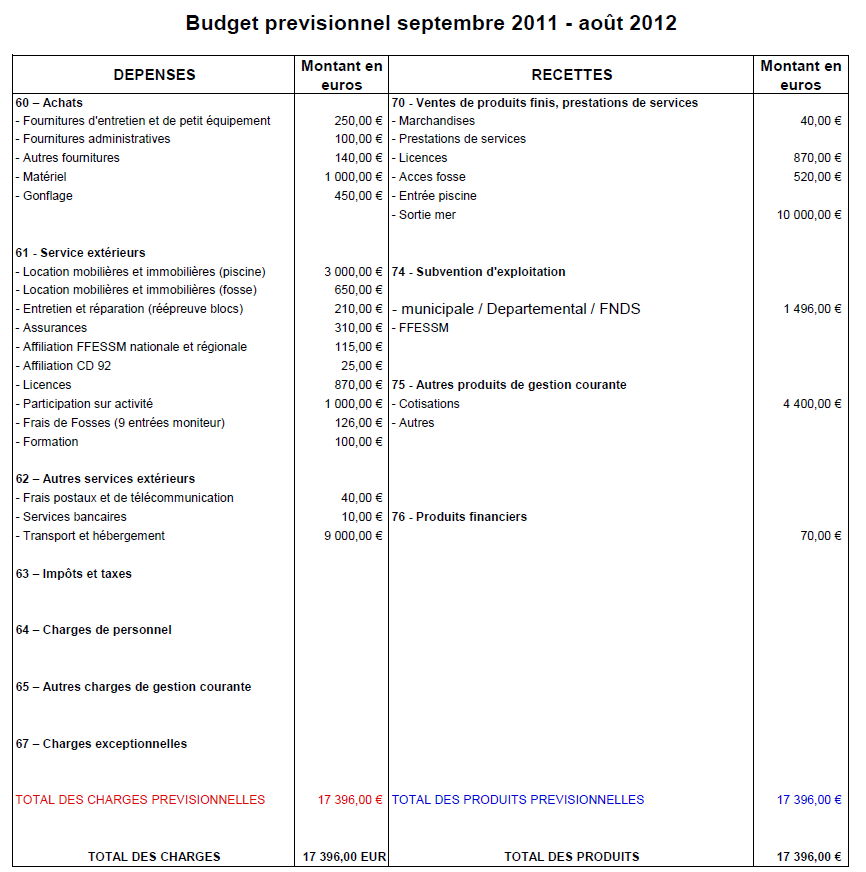 Budget previsionnel septembre 2011 - août 2012
DEPENSES Montant en euros RECETTES Montant en euros
60 – Achats 70 - Ventes de produits finis, prestations de services
- Fournitures d'entretien et de petit équipement 250,00 € - Marchandises 40,00 €
- Fournitures administratives 100,00 € - Prestations de services
- Autres fournitures 140,00 € - Licences 870,00 €
- Matériel 1 000,00 € - Acces fosse 520,00 €
- Gonflage 450,00 € - Entrée piscine
- Sortie mer 10 000,00 €
61 - Service extérieurs
- Location mobilières et immobilières (piscine) 3 000,00 € 74 - Subvention d'exploitation
- Location mobilières et immobilières (fosse) 650,00 €
- Entretien et réparation (réépreuve blocs) 210,00 € - municipale / Departemental / FNDS 1 496,00 €
- Assurances 310,00 € - FFESSM
- Affiliation FFESSM nationale et régionale 115,00 €
- Affiliation CD 92 25,00 €
- Licences 870,00 € 75 - Autres produits de gestion courante
- Participation sur activité 1 000,00 € - Cotisations 4 400,00 €
- Frais de Fosses (9 entrées moniteur) 126,00 € - Autres
- Formation 100,00 €
62 – Autres services extérieurs
- Frais postaux et de télécommunication 40,00 €
- Services bancaires 10,00 € 76 - Produits financiers
- Transport et hébergement 9 000,00 € 70,00 €
63 – Impôts et taxes
64 – Charges de personnel
65 – Autres charges de gestion courante
67 – Charges exceptionnelles
TOTAL DES CHARGES PREVISIONNELLES 17 396,00 € TOTAL DES PRODUITS PREVISIONNELLES 17 396,00 €
TOTAL DES CHARGES 17 396,00 EUR TOTAL DES PRODUITS 17 396,00 €